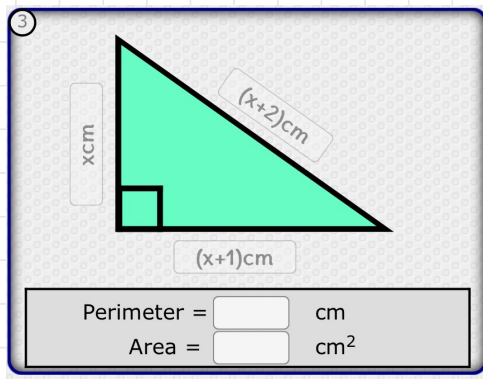 3
(x+2)cm
xcm
(x+1)cm
Perimeter = cm
Area = cm²